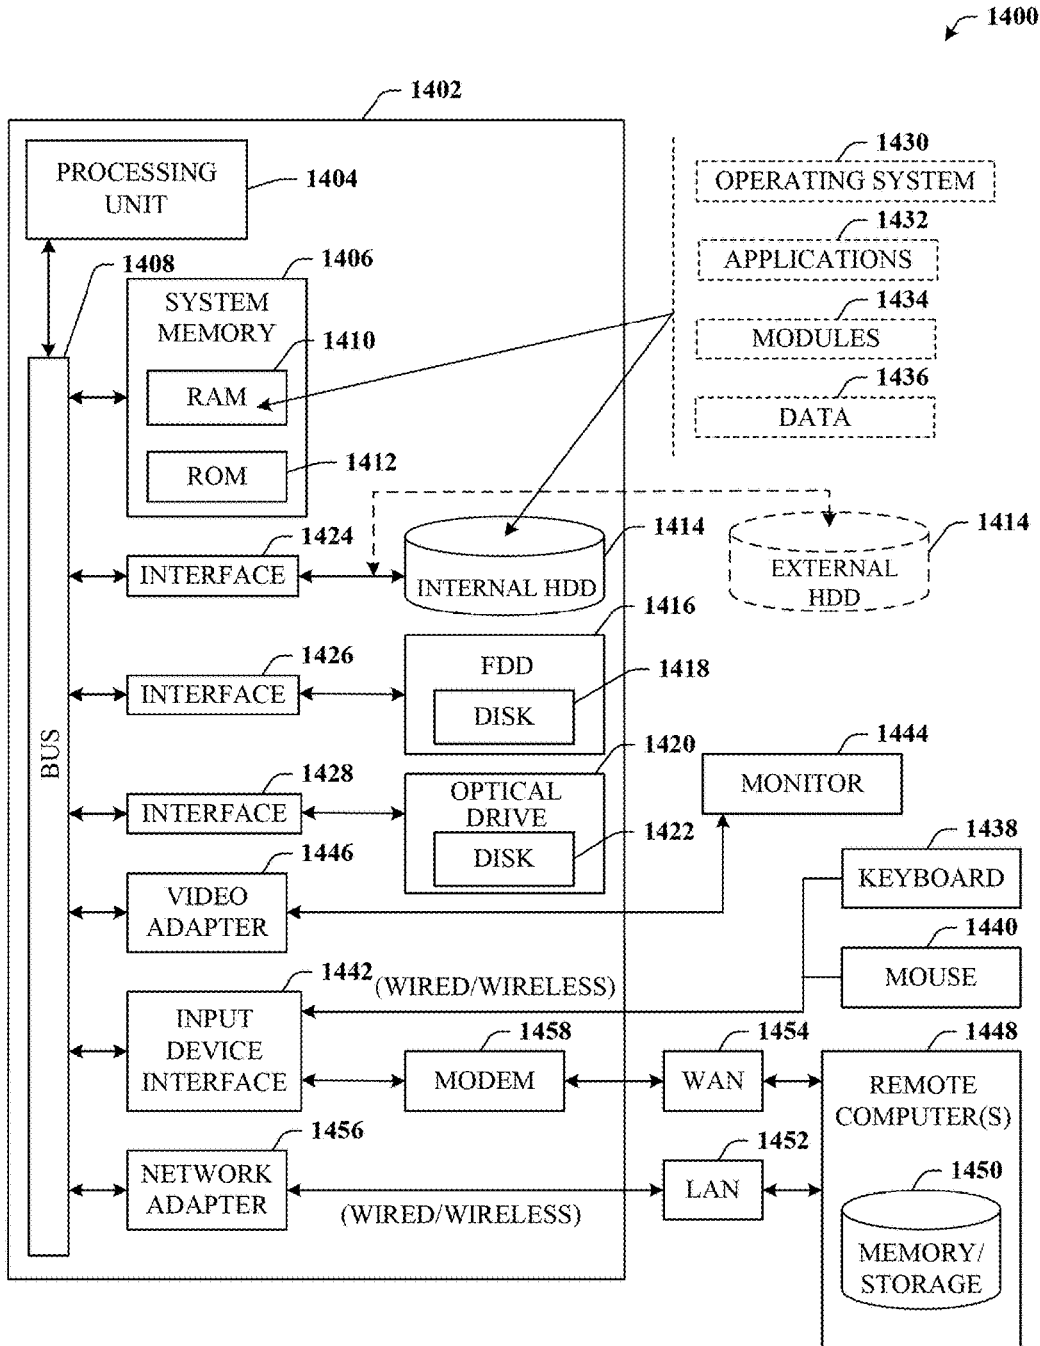 1400
1402
PROCESSING
UNIT
1404
1430
OPERATING SYSTEM
1432
APPLICATIONS
1434
MODULES
1436
DATA
1408
1406
SYSTEM
MEMORY
1410
RAM
1412
ROM
1424
INTERFACE
1414
INTERNAL HDD
1414
EXTERNAL
HDD
1426
INTERFACE
1416
FDD
1418
DISK
BUS
1428
INTERFACE
1420
OPTICAL
DRIVE
1422
DISK
1444
MONITOR
1446
VIDEO
ADAPTER
1438
KEYBOARD
1440
MOUSE
1442
(WIRED/WIRELESS)
INPUT
DEVICE
INTERFACE
1458
MODEM
1454
WAN
1448
REMOTE
COMPUTER(S)
1456
NETWORK
ADAPTER
(WIRED/WIRELESS)
1452
LAN
1450
MEMORY/
STORAGE